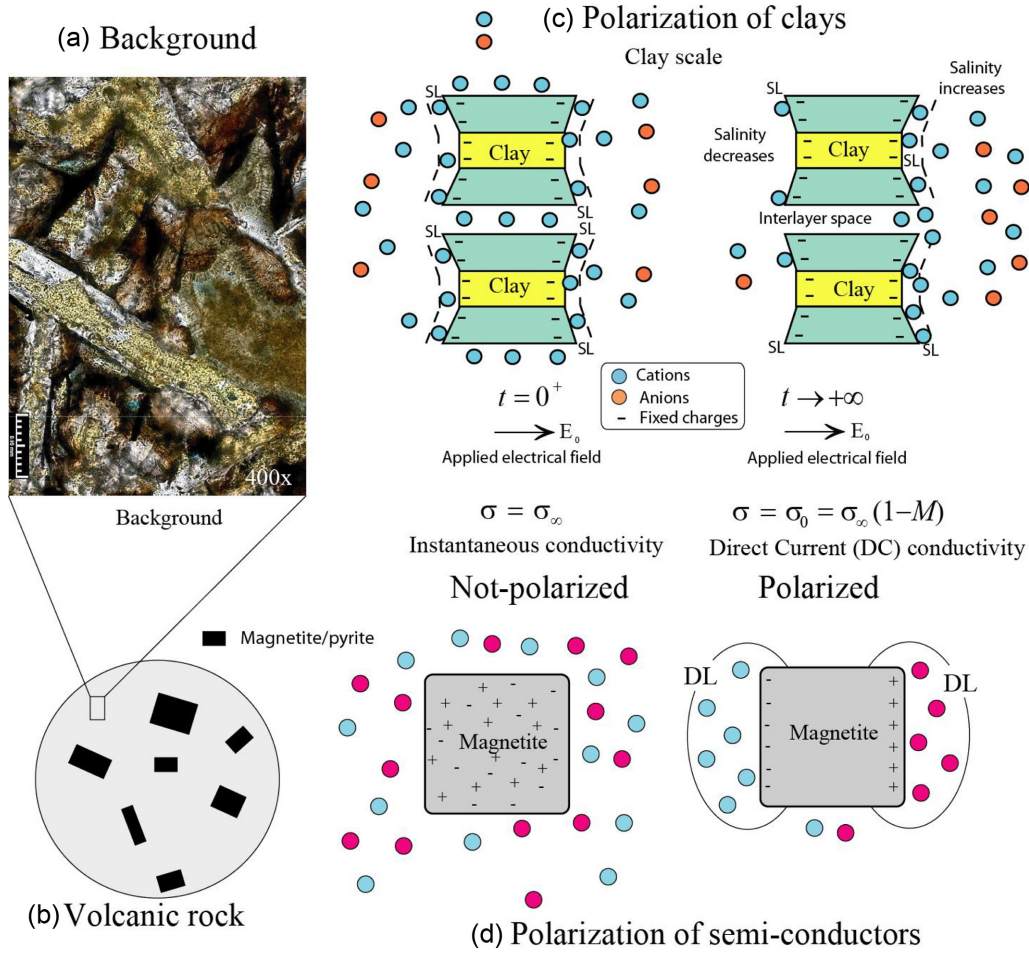 (a) Background
400x
Background
Magnetite/pyrite
(b) Volcanic rock
(c) Polarization of clays
Clay scale
SL
SL
SL
SL
- - - -
Clay
Clay
Salinity
decreases
Salinity
increases
SL
SL
Clay
Clay
Interlayer space
SL
SL
Cations
Anions
- Fixed charges
t = 0⁺
E₀
Applied electrical field
t → +∞
E₀
Applied electrical field
σ = σ∞
Instantaneous conductivity
σ = σ₀ = σ∞ (1–M)
Direct Current (DC) conductivity
Not-polarized
Polarized
Magnetite
DL
Magnetite
DL
(d) Polarization of semi-conductors